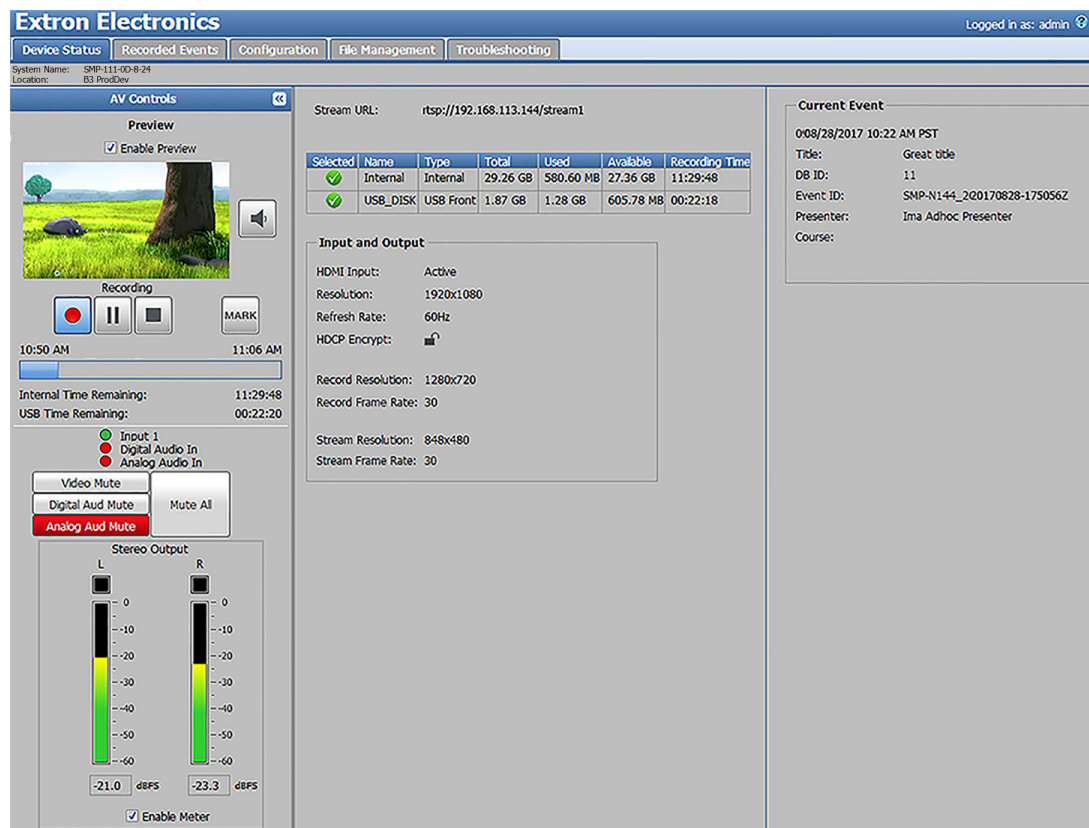 Extron Electronics
Logged in as: admin
Device Status Recorded Events Configuration File Management Troubleshooting
System Name: SMP-111-0D-8-24
Location: B3 ProdDev
AV Controls
Preview
Enable Preview
Recording
MARK
10:50 AM 11:06 AM
Internal Time Remaining: 11:29:48
USB Time Remaining: 00:22:20
Input 1
Digital Audio In
Analog Audio In
Video Mute
Digital Aud Mute
Analog Aud Mute
Mute All
Stereo Output
L R
0 0
-10 -10
-20 -20
-30 -30
-40 -40
-50 -50
-60 -60
-21.0 dBFS -23.3 dBFS
Enable Meter
Stream URL: rtsp://192.168.113.144/stream1
Selected Name Type Total Used Available Recording Time
Internal Internal 29.26 GB 580.60 MB 27.36 GB 11:29:48
USB_DISK USB Front 1.87 GB 1.28 GB 605.78 MB 00:22:18
Input and Output
HDMI Input: Active
Resolution: 1920x1080
Refresh Rate: 60Hz
HDCP Encrypt:
Record Resolution: 1280x720
Record Frame Rate: 30
Stream Resolution: 848x480
Stream Frame Rate: 30
Current Event
008/28/2017 10:22 AM PST
Title: Great title
DB ID: 11
Event ID: SMP-N144_2020170828-175056Z
Presenter: Ima Adhoc Presenter
Course: